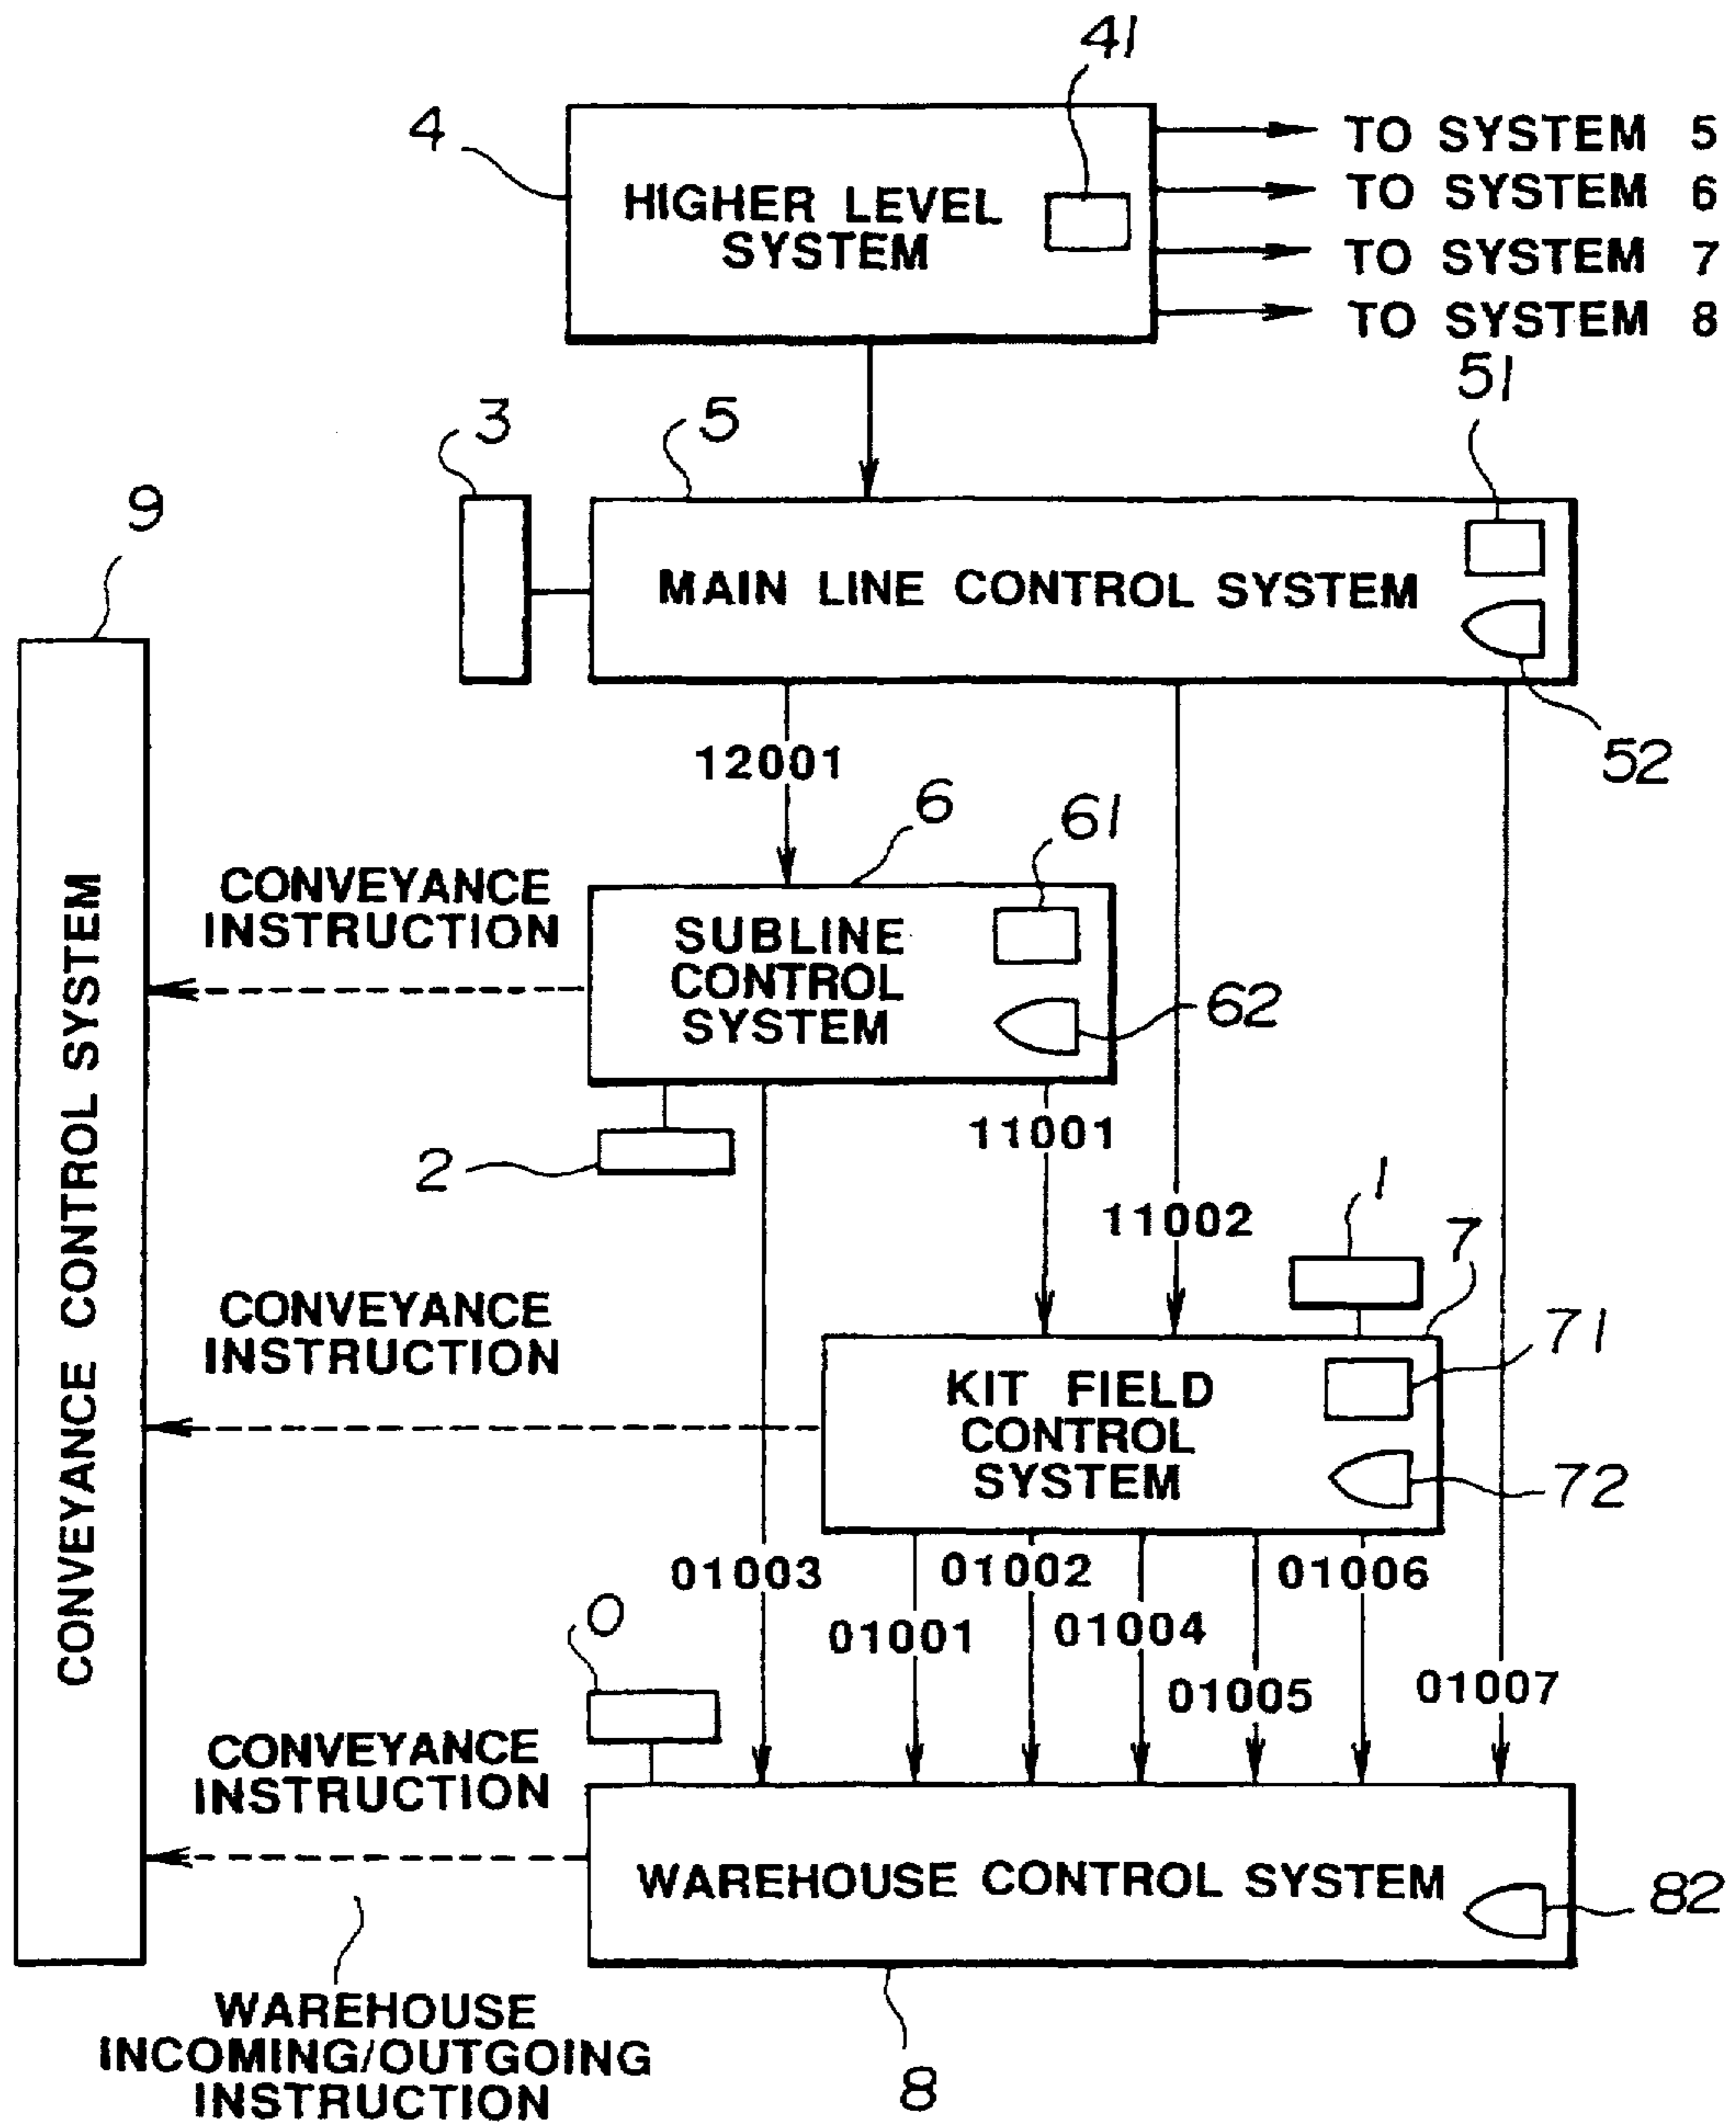 41
4
HIGHER LEVEL
SYSTEM
TO SYSTEM 5
TO SYSTEM 6
TO SYSTEM 7
TO SYSTEM 8
51
3
5
9
MAIN LINE CONTROL SYSTEM
52
12001
6
61
CONVEYANCE
INSTRUCTION
SUBLINE
CONTROL
SYSTEM
62
CONVEYANCE CONTROL SYSTEM
2
11001
11002
1
7
CONVEYANCE
INSTRUCTION
71
KIT FIELD
CONTROL
SYSTEM
72
01003
01002
01006
0
01001
01004
01005
01007
CONVEYANCE
INSTRUCTION
WAREHOUSE CONTROL SYSTEM
82
WAREHOUSE
INCOMING/OUTGOING
INSTRUCTION
8